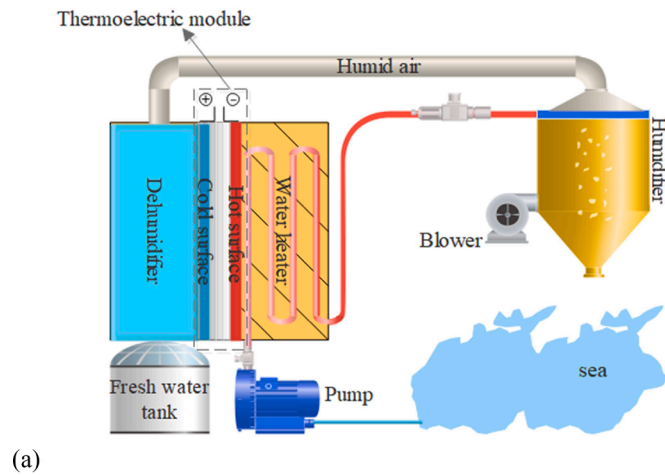 Thermoelectric module
Humid air
+ −
Dehumidifier
Cold surface
Hot surface
Water heater
Humidifier
Blower
sea
Fresh water
tank
Pump
(a)